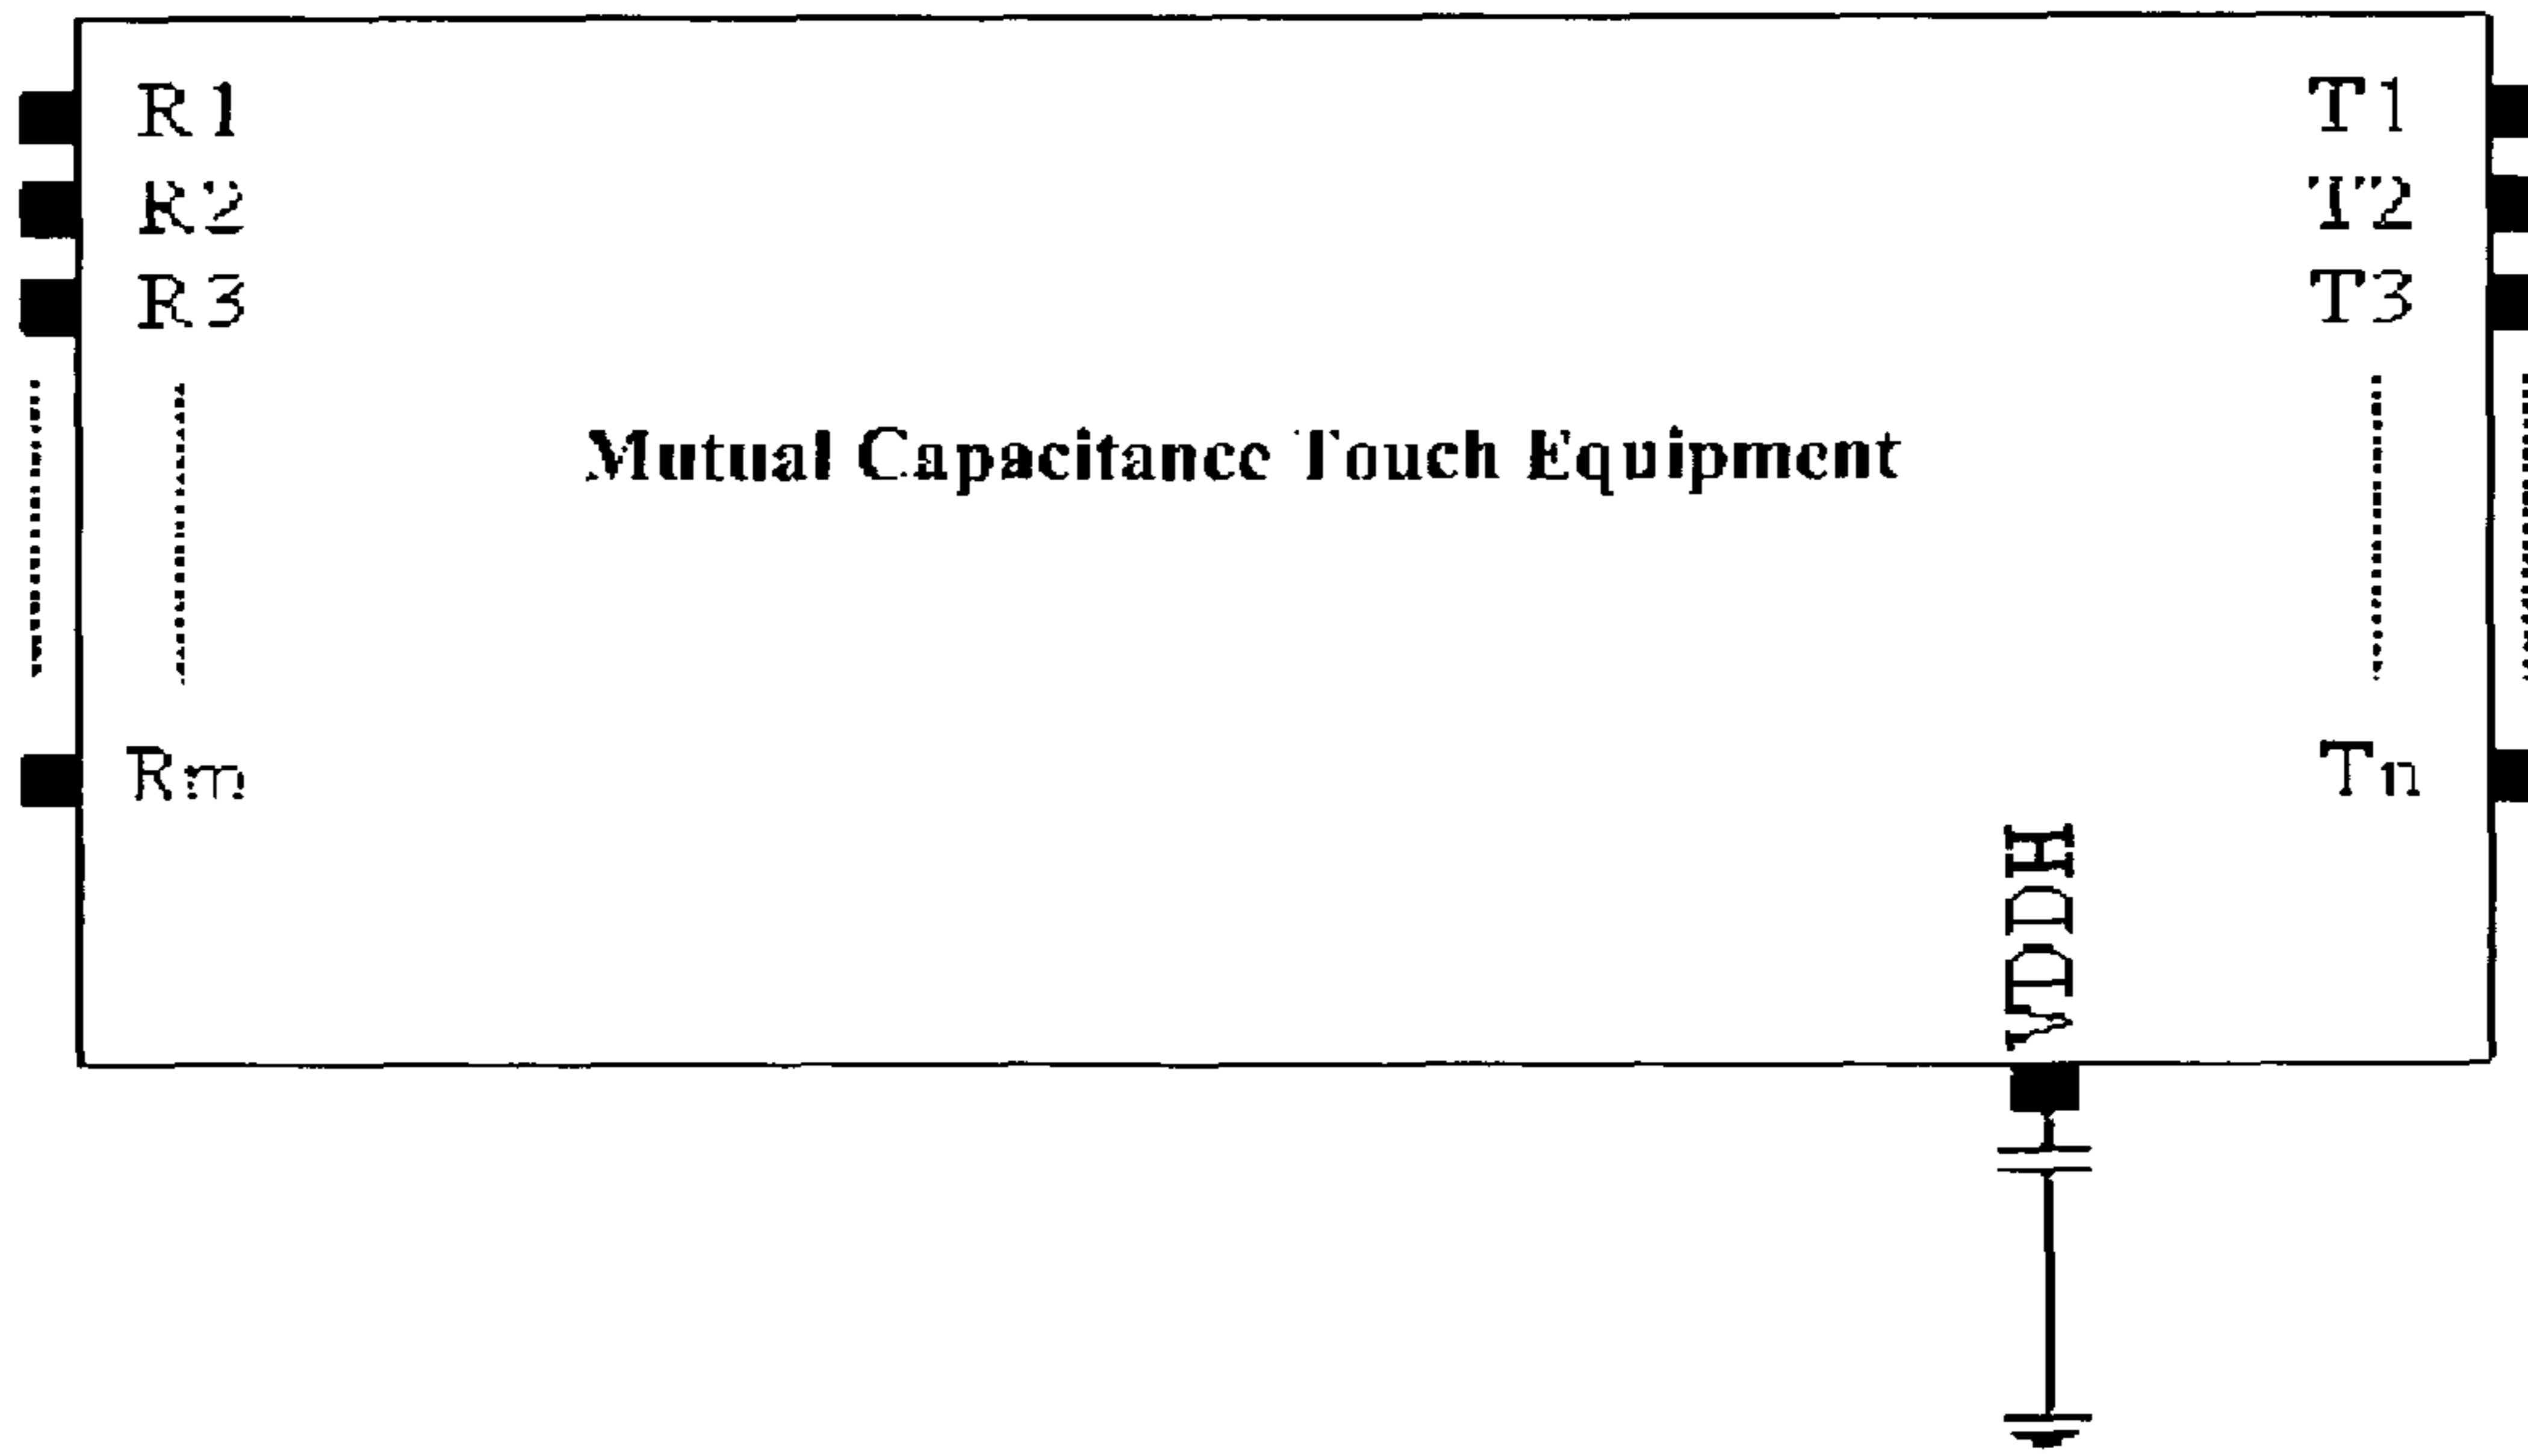 R1 T1
R2 T2
R3 T3
Mutual Capacitance Touch Equipment
Rm Tn
VDDH